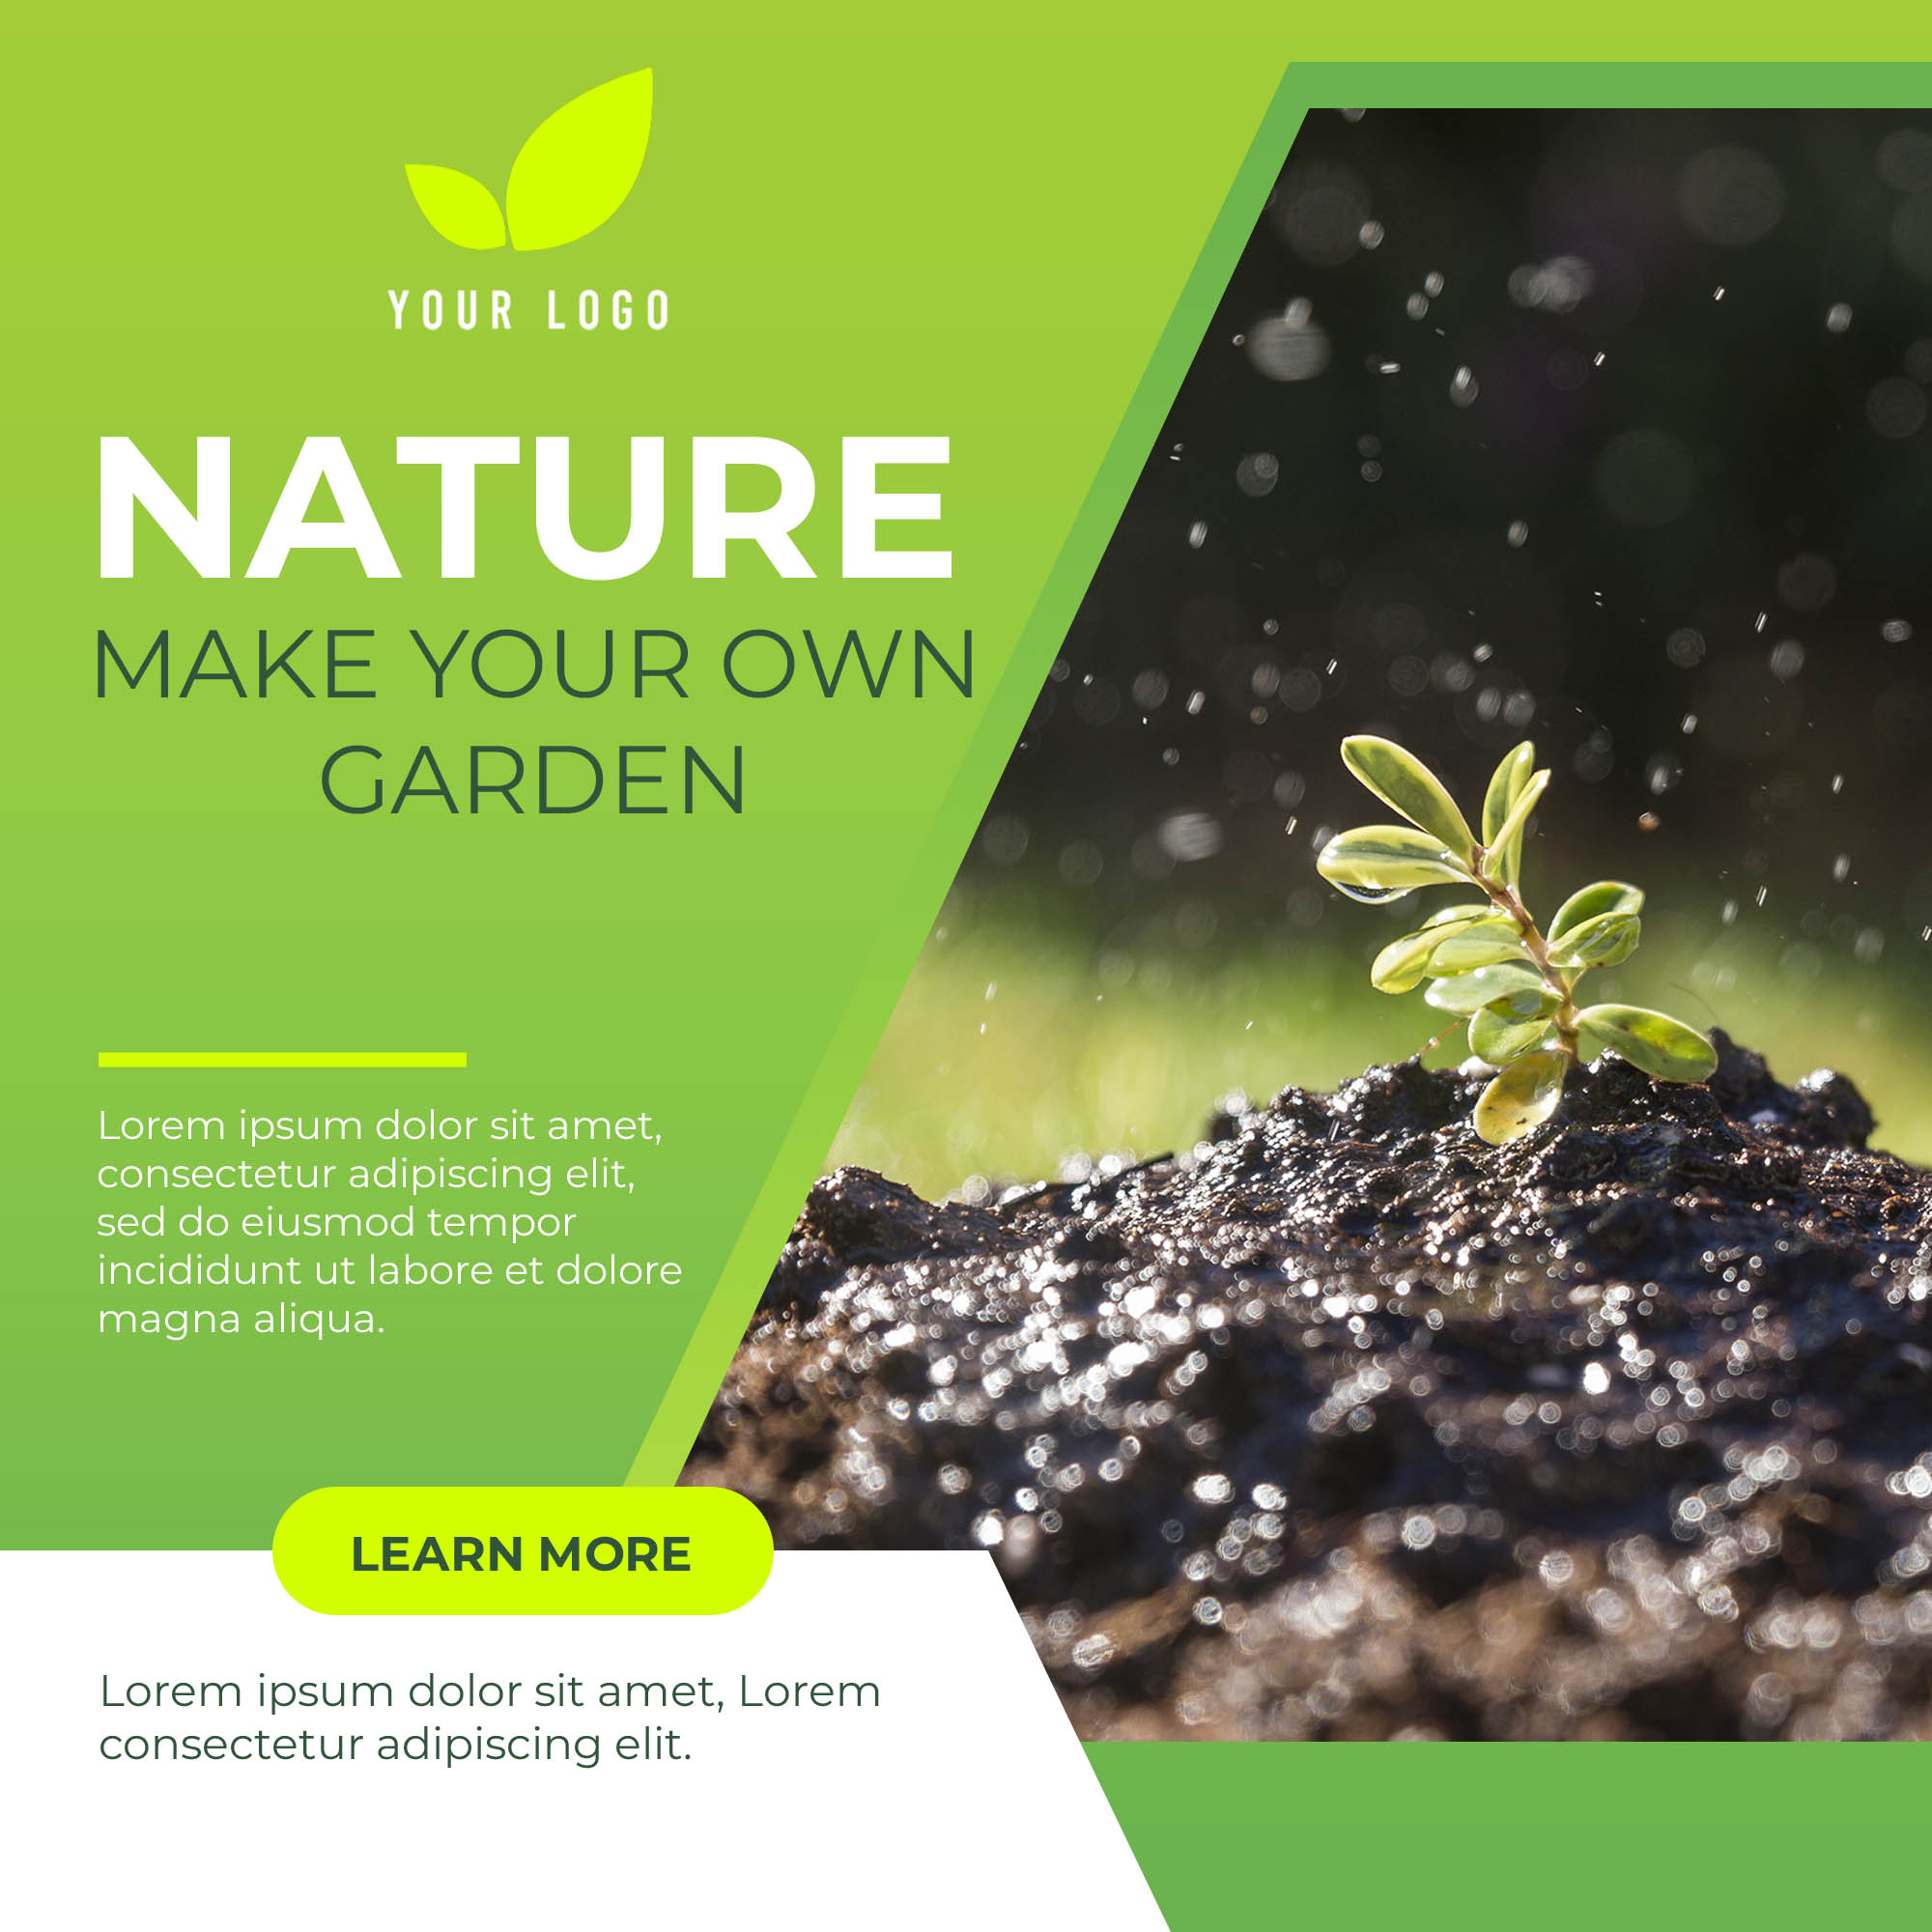 YOUR LOGO
NATURE
MAKE YOUR OWN
GARDEN
Lorem ipsum dolor sit amet,
consectetur adipiscing elit,
sed do eiusmod tempor
incididunt ut labore et dolore
magna aliqua.
LEARN MORE
Lorem ipsum dolor sit amet, Lorem
consectetur adipiscing elit.